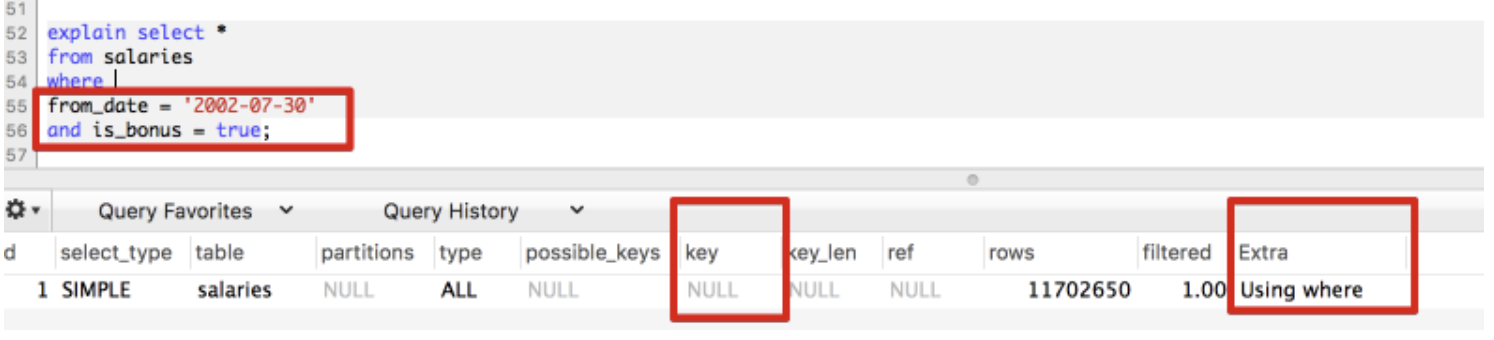 51
52 explain select *
53 from salaries
54 where
55 from_date = '2002-07-30'
56 and is_bonus = true;
57
Query Favorites Query History
d select_type table partitions type possible_keys key key_len ref rows filtered Extra
1 SIMPLE salaries NULL ALL NULL NULL NULL NULL 11702650 1.00 Using where